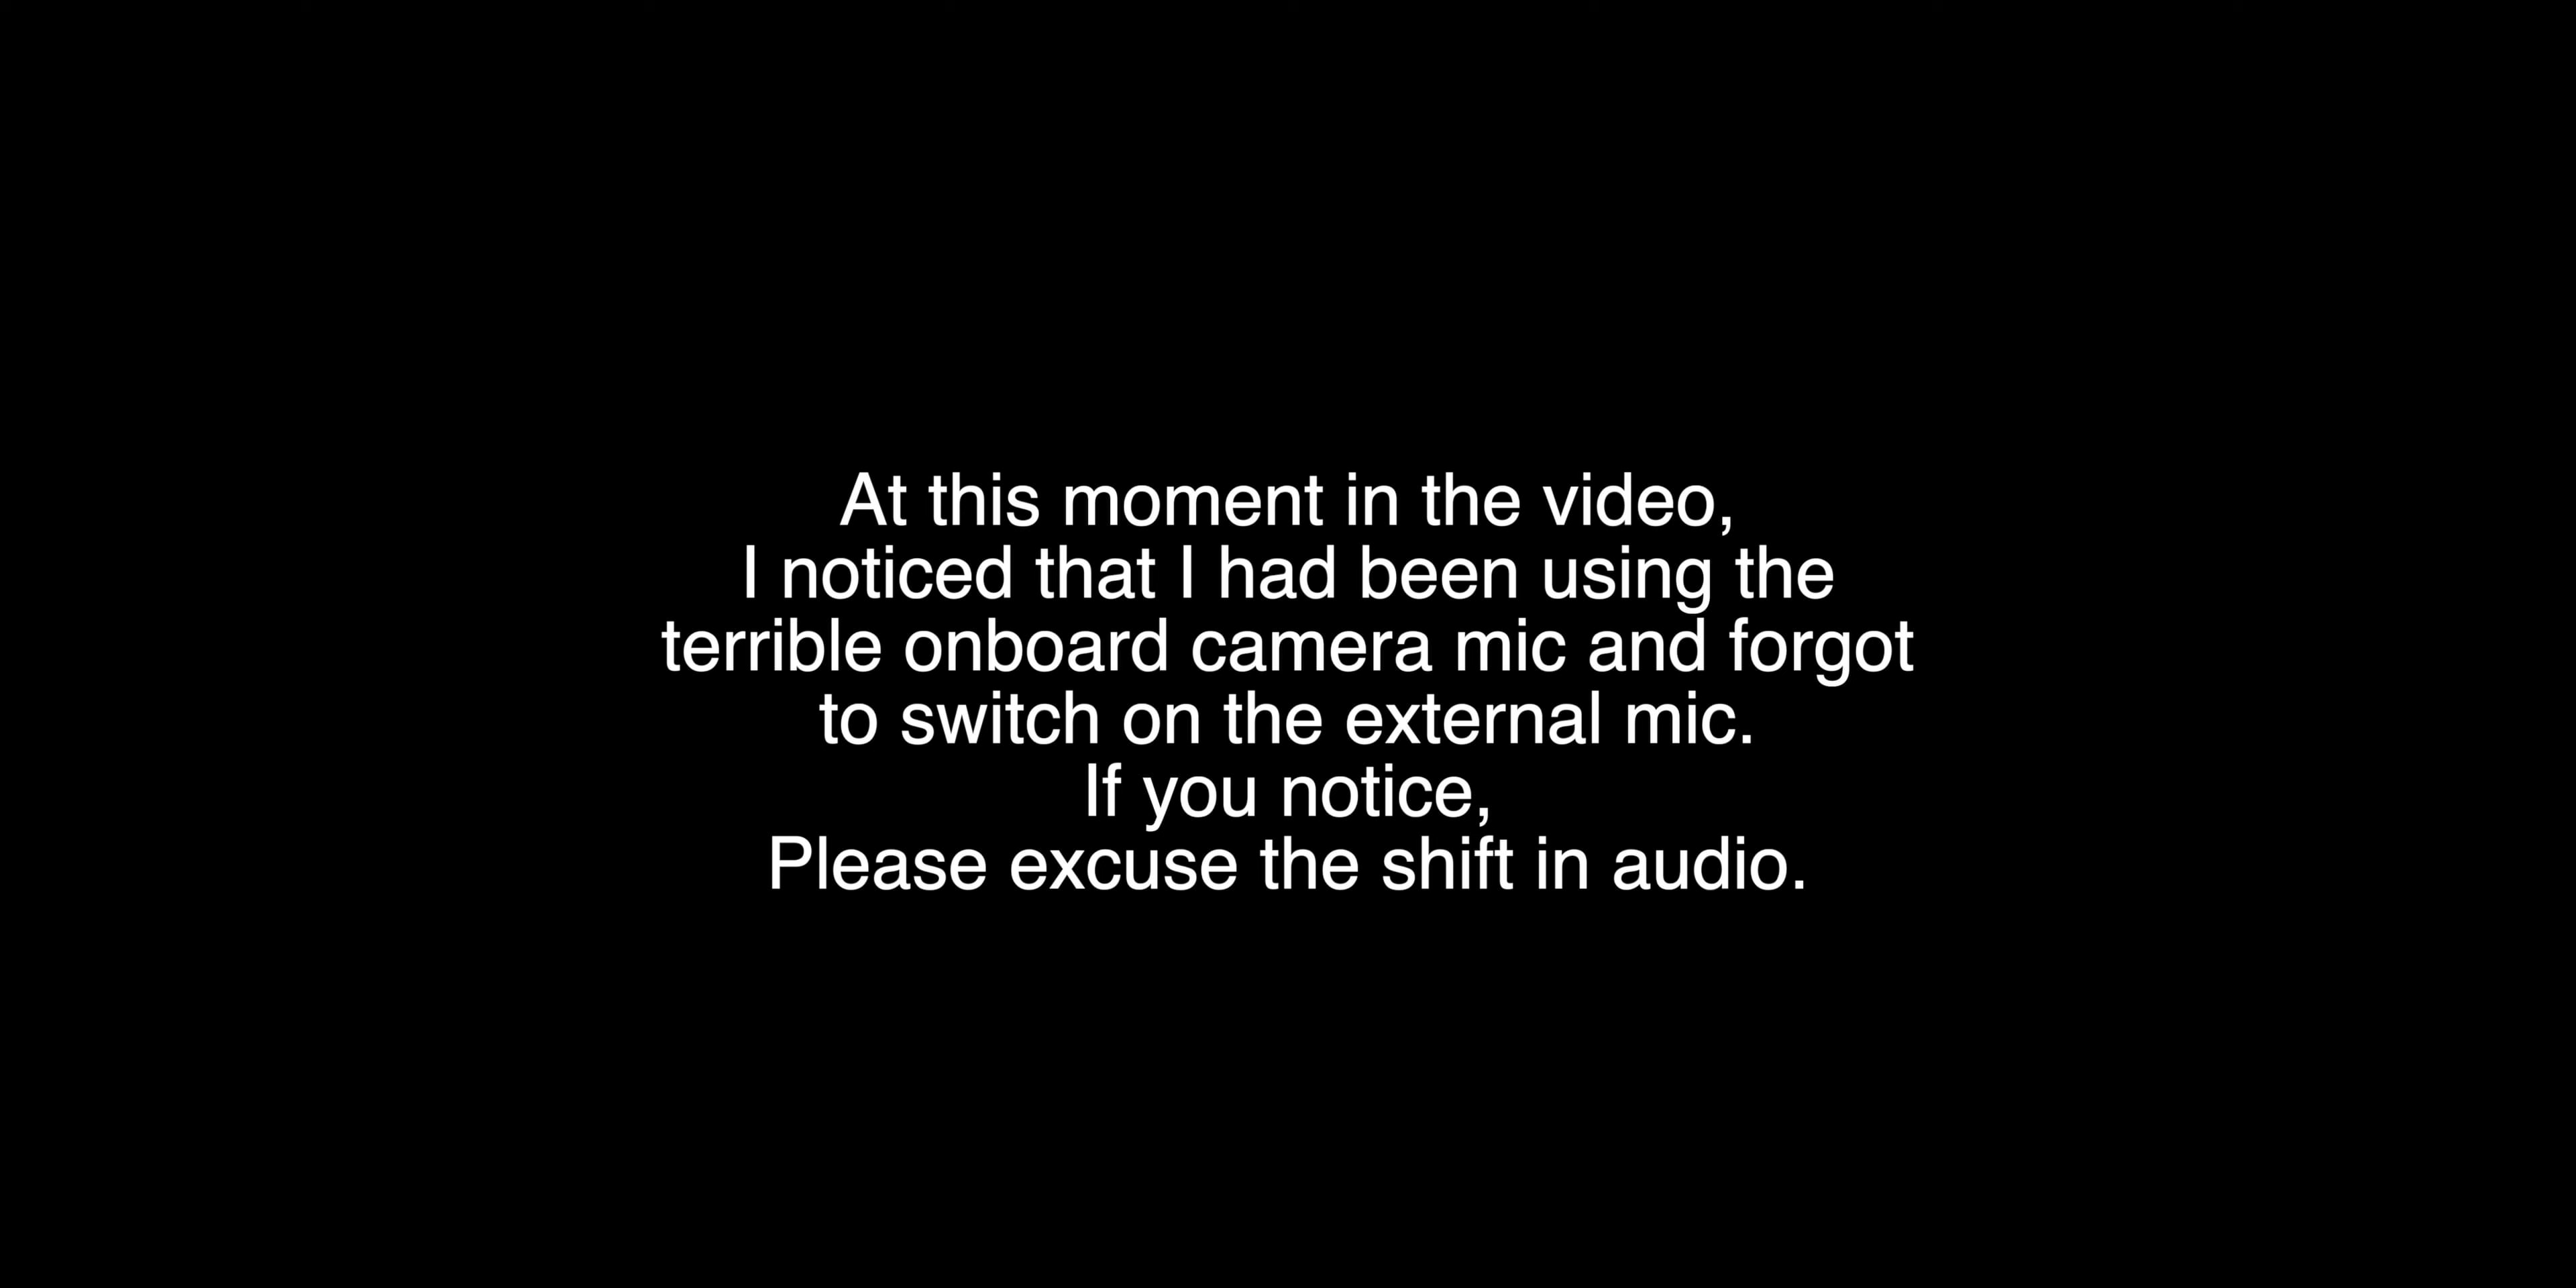 At this moment in the video,
I noticed that I had been using the
terrible onboard camera mic and forgot
to switch on the external mic.
If you notice,
Please excuse the shift in audio.